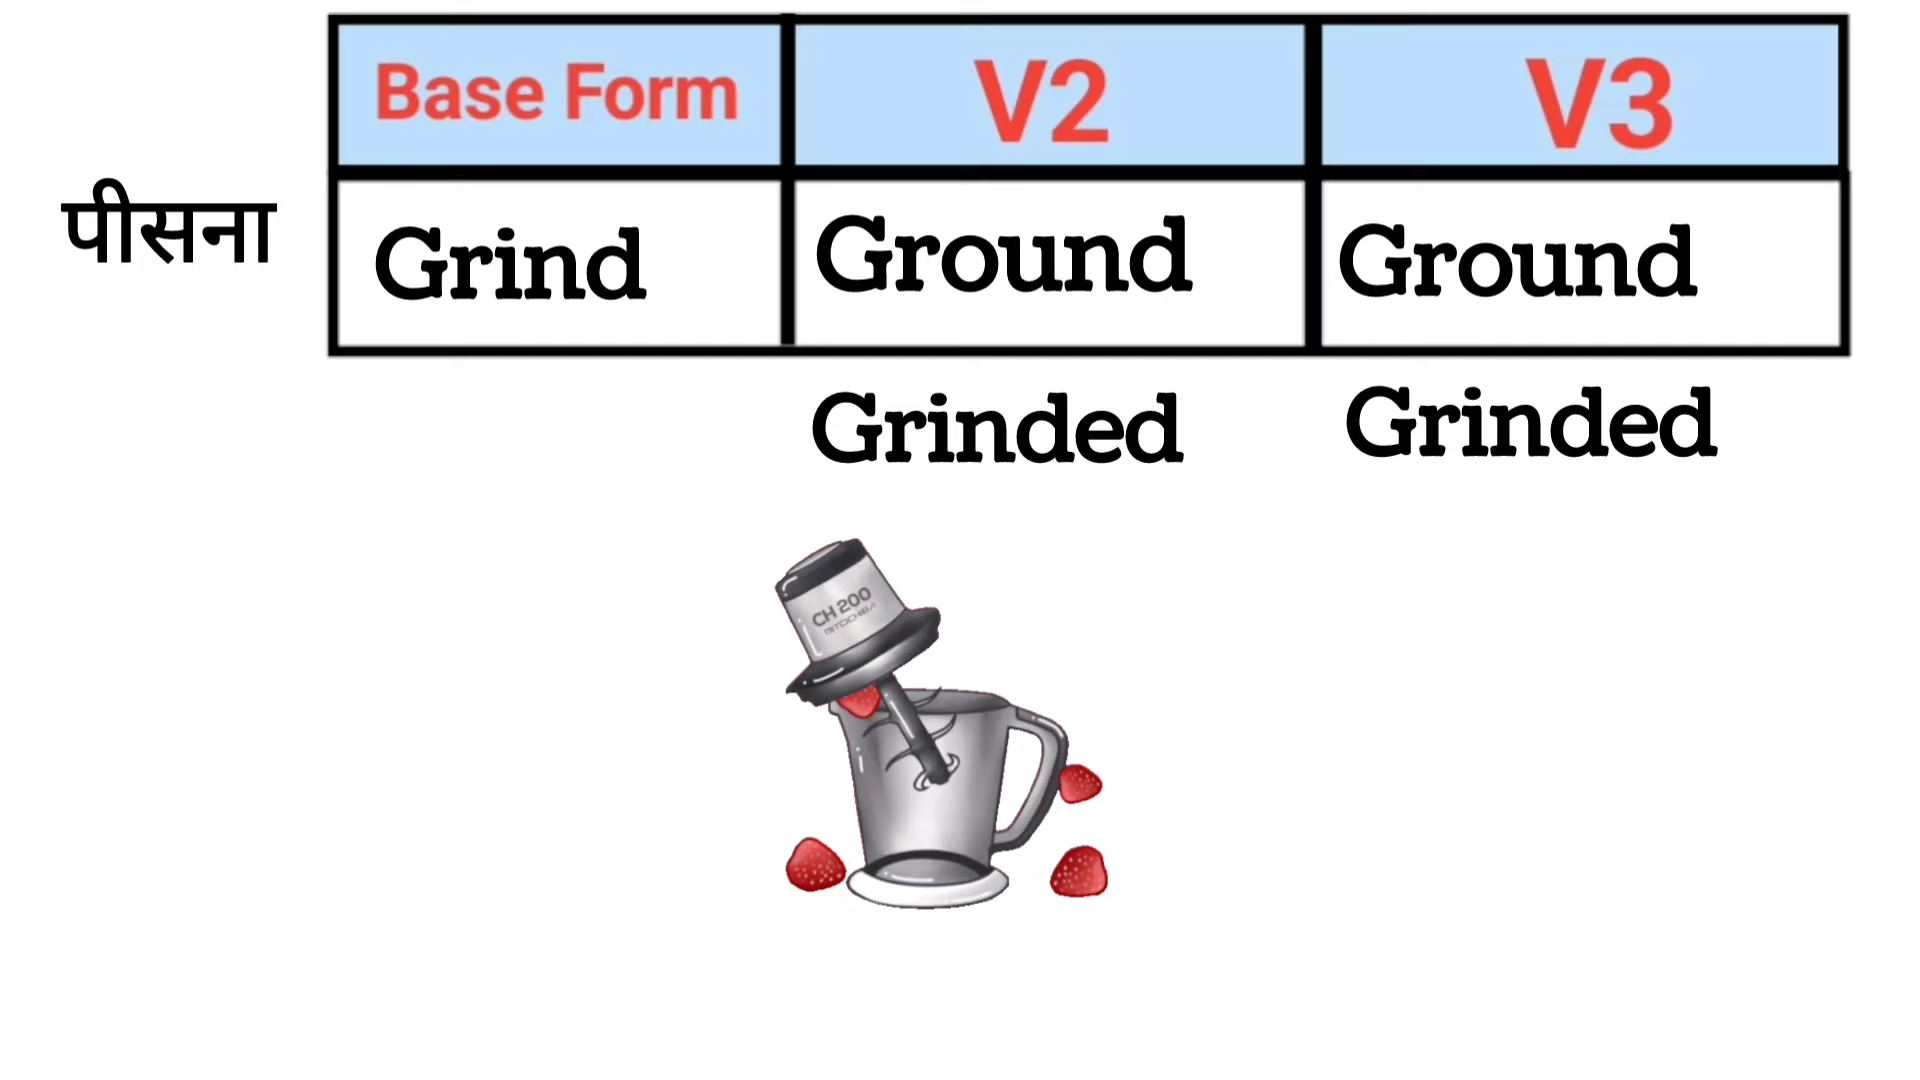 Base Form V2 V3
पीसना Grind Ground Ground
Grinded Grinded
CH 200